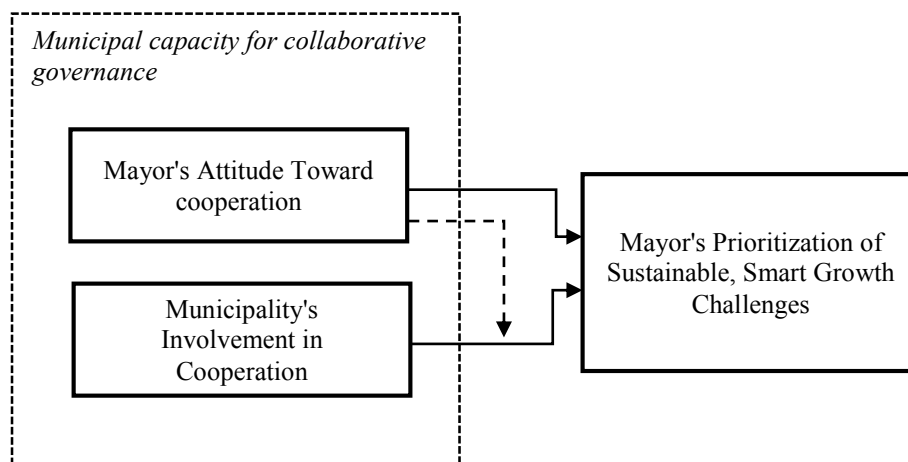 Municipal capacity for collaborative
governance
Mayor's Attitude Toward
cooperation
Municipality's
Involvement in
Cooperation
Mayor's Prioritization of
Sustainable, Smart Growth
Challenges